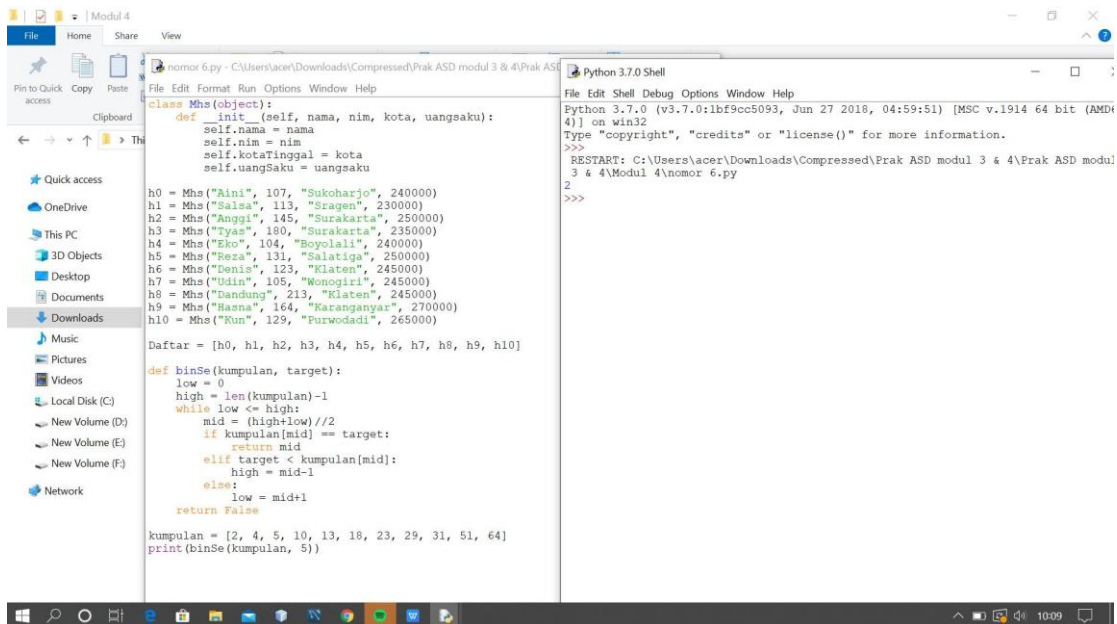 Modul 4
File Home Share View
Pin to Quick access
Copy
Paste
Clipboard
Quick access
OneDrive
This PC
3D Objects
Desktop
Documents
Downloads
Music
Pictures
Videos
Local Disk (C:)
New Volume (D:)
New Volume (E:)
New Volume (F:)
Network
nomor 6.py - C:\Users\acer\Downloads\Compressed\Prak ASD modul 3 & 4\Prak ASD
File Edit Format Run Options Window Help
class Mhs(object):
    def __init__(self, nama, nim, kota, uangsaku):
        self.nama = nama
        self.nim = nim
        self.kotaTinggal = kota
        self.uangSaku = uangsaku
h0 = Mhs("Aini", 107, "Sukoharjo", 240000)
h1 = Mhs("Salsa", 113, "Sragen", 230000)
h2 = Mhs("Anggi", 145, "Surakarta", 250000)
h3 = Mhs("Tyas", 180, "Surakarta", 235000)
h4 = Mhs("Eko", 104, "Boyolali", 240000)
h5 = Mhs("Reza", 131, "Salatiga", 250000)
h6 = Mhs("Denis", 123, "Klaten", 245000)
h7 = Mhs("Udin", 105, "Wonogiri", 245000)
h8 = Mhs("Dandung", 213, "Klaten", 245000)
h9 = Mhs("Hasna", 164, "Karanganyar", 270000)
h10 = Mhs("Kun", 129, "Purwodadi", 265000)
Daftar = [h0, h1, h2, h3, h4, h5, h6, h7, h8, h9, h10]
def binSe(kumpulan, target):
    low = 0
    high = len(kumpulan)-1
    while low <= high:
        mid = (high+low)//2
        if kumpulan[mid] == target:
            return mid
        elif target < kumpulan[mid]:
            high = mid-1
        else:
            low = mid+1
    return False
kumpulan = [2, 4, 5, 10, 13, 18, 23, 29, 31, 51, 64]
print(binSe(kumpulan, 5))
Python 3.7.0 Shell
File Edit Shell Debug Options Window Help
Python 3.7.0 (v3.7.0:1bf9cc5093, Jun 27 2018, 04:59:51) [MSC v.1914 64 bit (AMD6
4)] on win32
Type "copyright", "credits" or "license()" for more information.
>>>
RESTART: C:\Users\acer\Downloads\Compressed\Prak ASD modul 3 & 4\Prak ASD modul
3 & 4\Modul 4\nomor 6.py
2
>>>
10:09